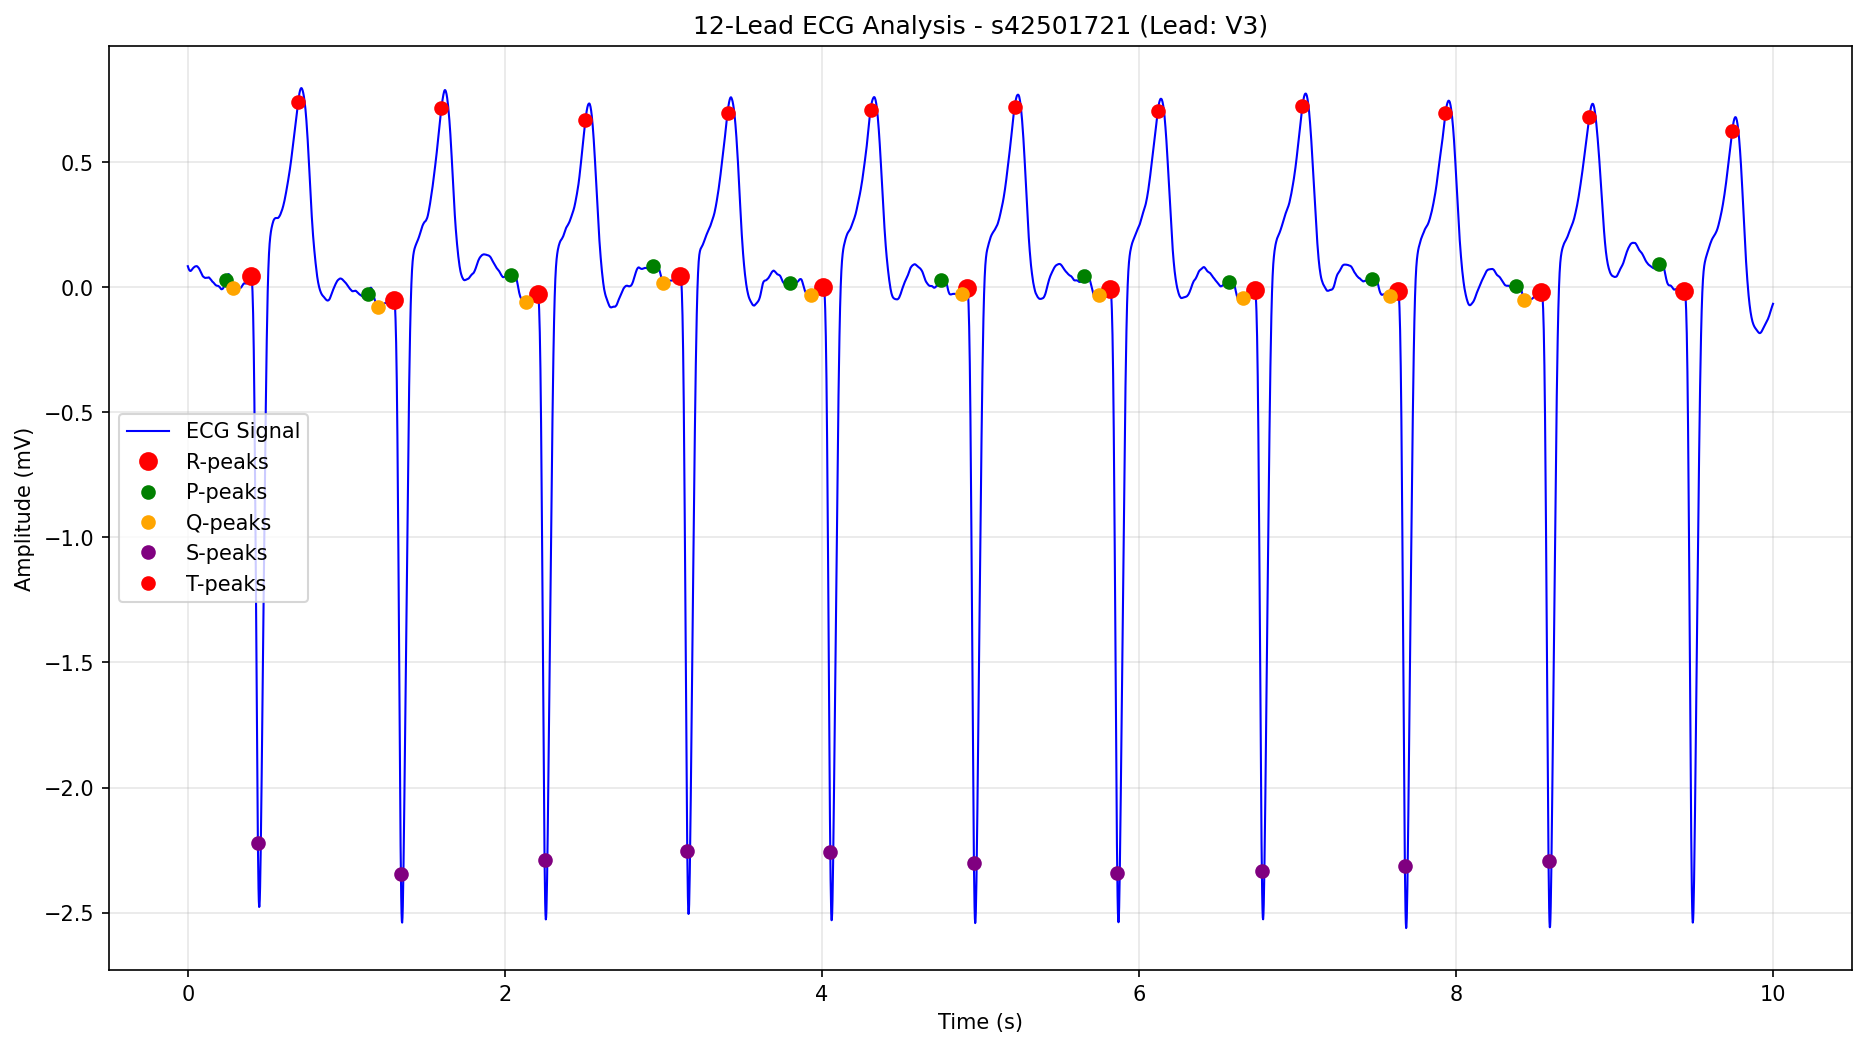 12-Lead ECG Analysis - s42501721 (Lead: V3)
Amplitude (mV)
0.5
0.0
−0.5
−1.0
−1.5
−2.0
−2.5
ECG Signal
R-peaks
P-peaks
Q-peaks
S-peaks
T-peaks
0 2 4 6 8 10
Time (s)